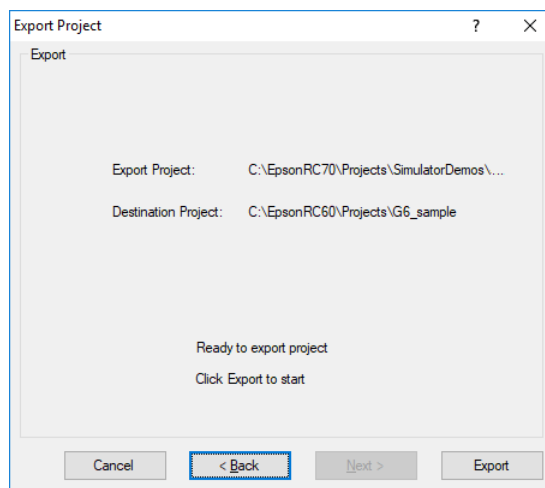 Export Project ?
Export
Export Project: C:\EpsonRC70\Projects\SimulatorDemos\...
Destination Project: C:\EpsonRC60\Projects\G6_sample
Ready to export project
Click Export to start
Cancel < Back Next > Export